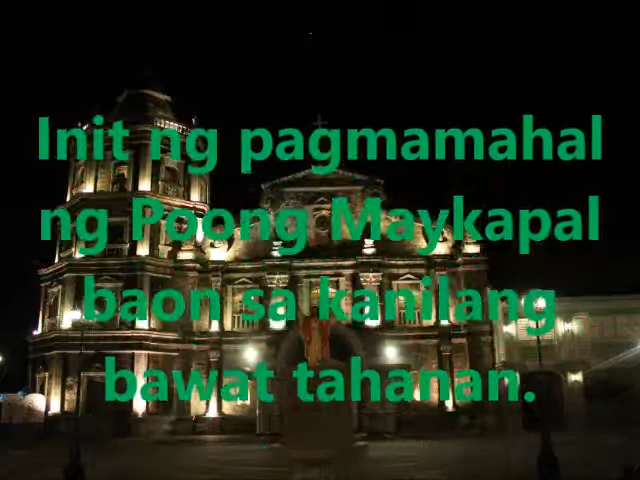 Init ng pagmamahal
ng Poong Maykapal
baon sa kanilang
bawat tahanan.